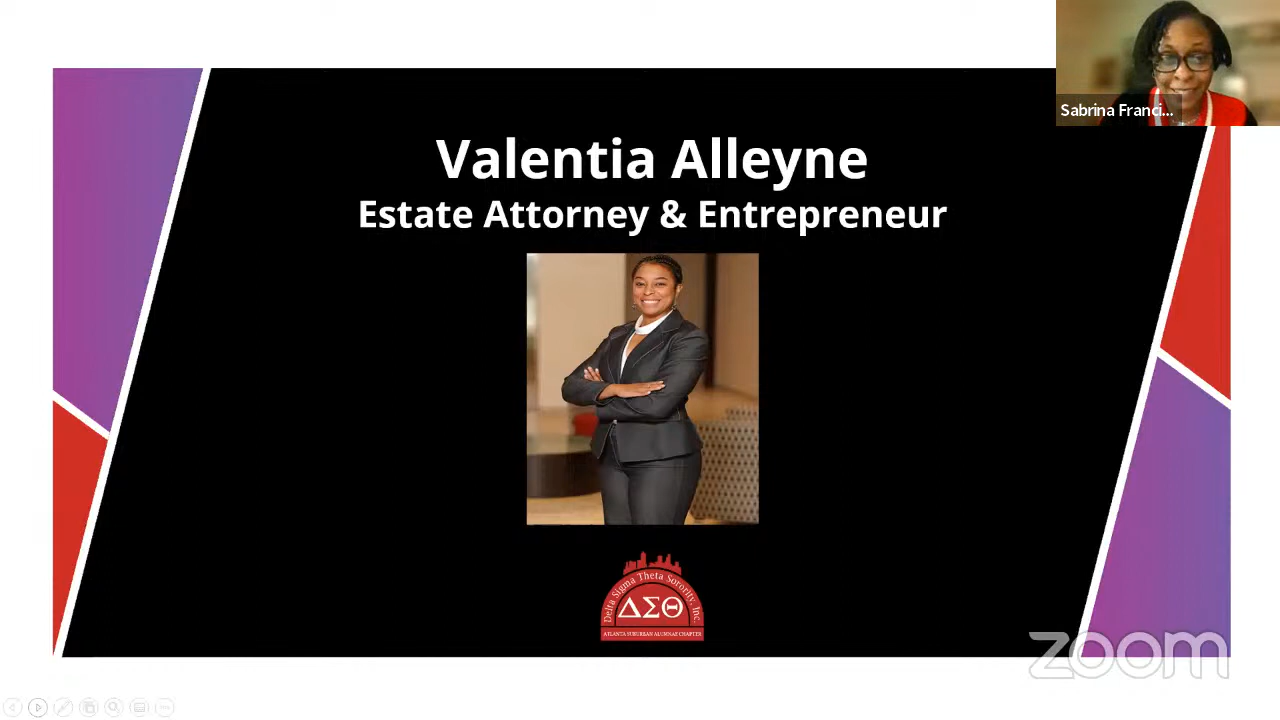 Sabrina Franci...
Valentia Alleyne
Estate Attorney & Entrepreneur
Delta Sigma Theta Sorority, Inc.
ΔΣΘ
ATLANTA SUBURBAN ALUMNAE CHAPTER
zoom